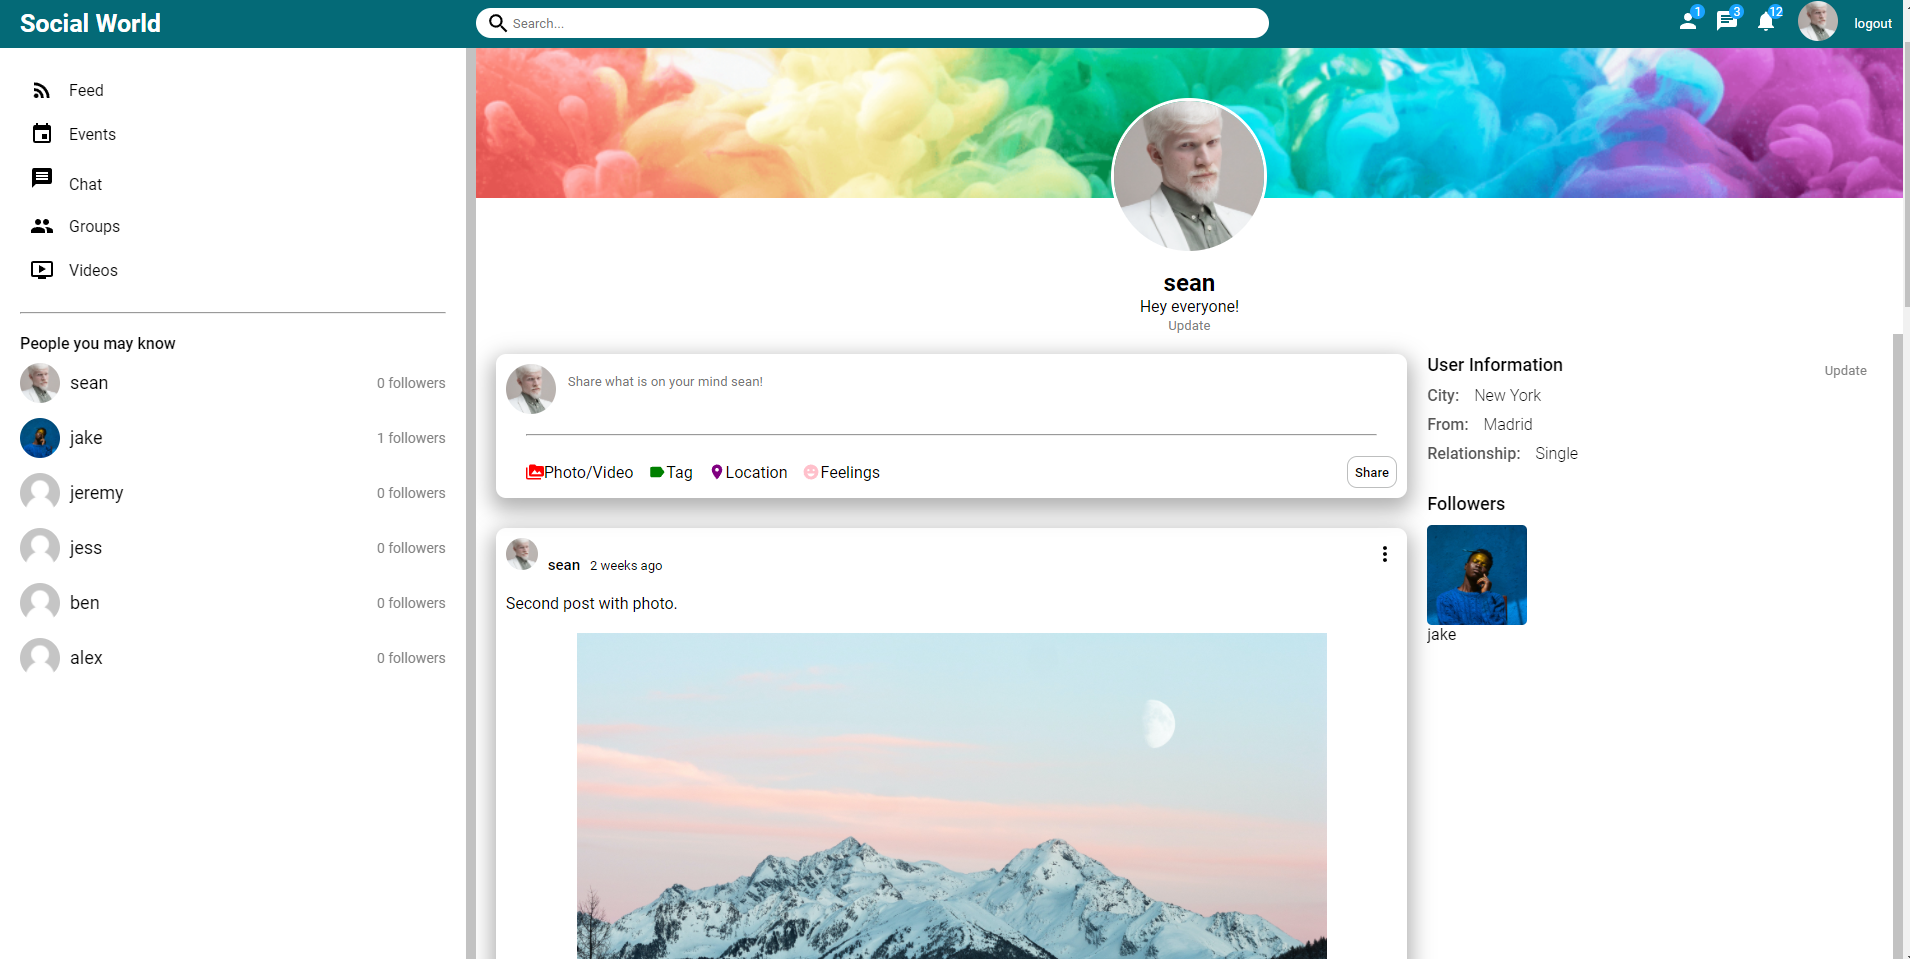 Social World
Search...
1
3
12
logout
Feed
Events
Chat
Groups
Videos
People you may know
sean 0 followers
jake 1 followers
jeremy 0 followers
jess 0 followers
ben 0 followers
alex 0 followers
sean
Hey everyone!
Update
Share what is on your mind sean!
Photo/Video Tag Location Feelings Share
sean 2 weeks ago
Second post with photo.
User Information Update
City: New York
From: Madrid
Relationship: Single
Followers
jake